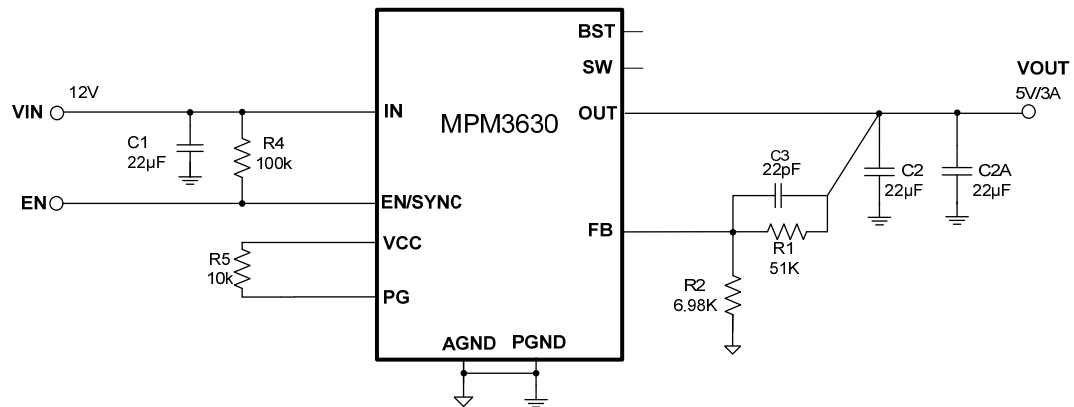 BST
SW
VOUT
5V/3A
12V
VIN
IN
OUT
MPM3630
C1
22µF
R4
100k
C3
22pF
C2
22µF
C2A
22µF
EN
EN/SYNC
FB
VCC
R1
51K
R5
10k
R2
6.98K
PG
AGND
PGND